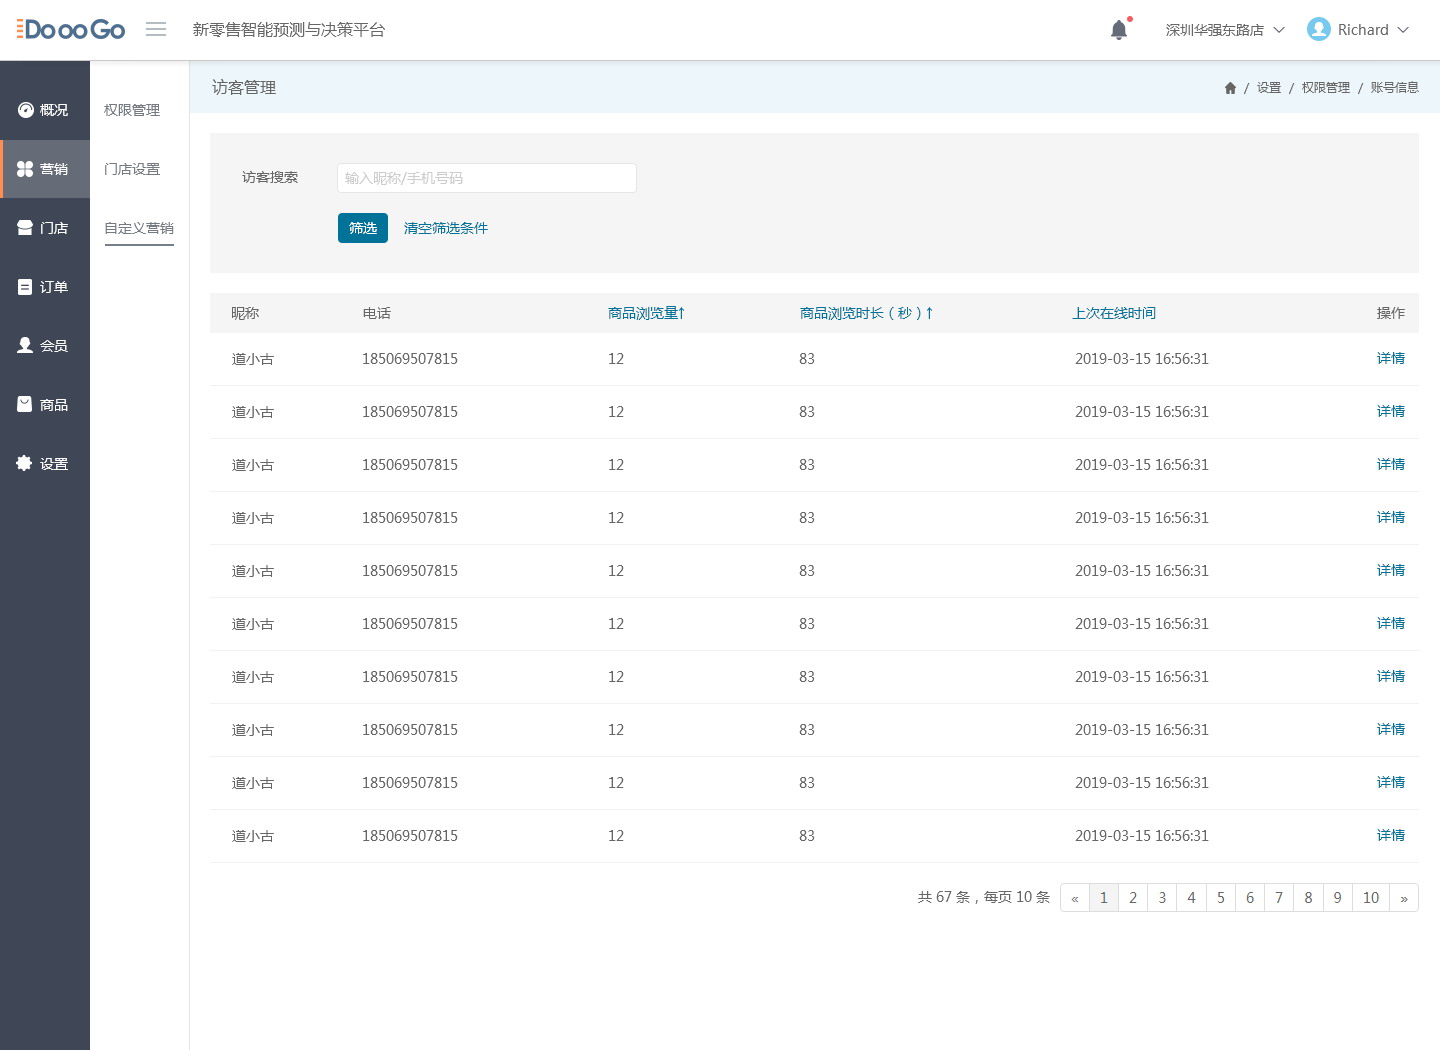 DoooGo 新零售智能预测与决策平台 深圳华强东路店 Richard
访客管理 / 设置 / 权限管理 / 账号信息
概况
营销
门店
订单
会员
商品
设置
权限管理
门店设置
自定义营销
访客搜索 输入昵称/手机号码
筛选 清空筛选条件
昵称 电话 商品浏览量↑ 商品浏览时长（秒）↑ 上次在线时间 操作
道小古 185069507815 12 83 2019-03-15 16:56:31 详情
道小古 185069507815 12 83 2019-03-15 16:56:31 详情
道小古 185069507815 12 83 2019-03-15 16:56:31 详情
道小古 185069507815 12 83 2019-03-15 16:56:31 详情
道小古 185069507815 12 83 2019-03-15 16:56:31 详情
道小古 185069507815 12 83 2019-03-15 16:56:31 详情
道小古 185069507815 12 83 2019-03-15 16:56:31 详情
道小古 185069507815 12 83 2019-03-15 16:56:31 详情
道小古 185069507815 12 83 2019-03-15 16:56:31 详情
道小古 185069507815 12 83 2019-03-15 16:56:31 详情
共 67 条，每页 10 条 « 1 2 3 4 5 6 7 8 9 10 »